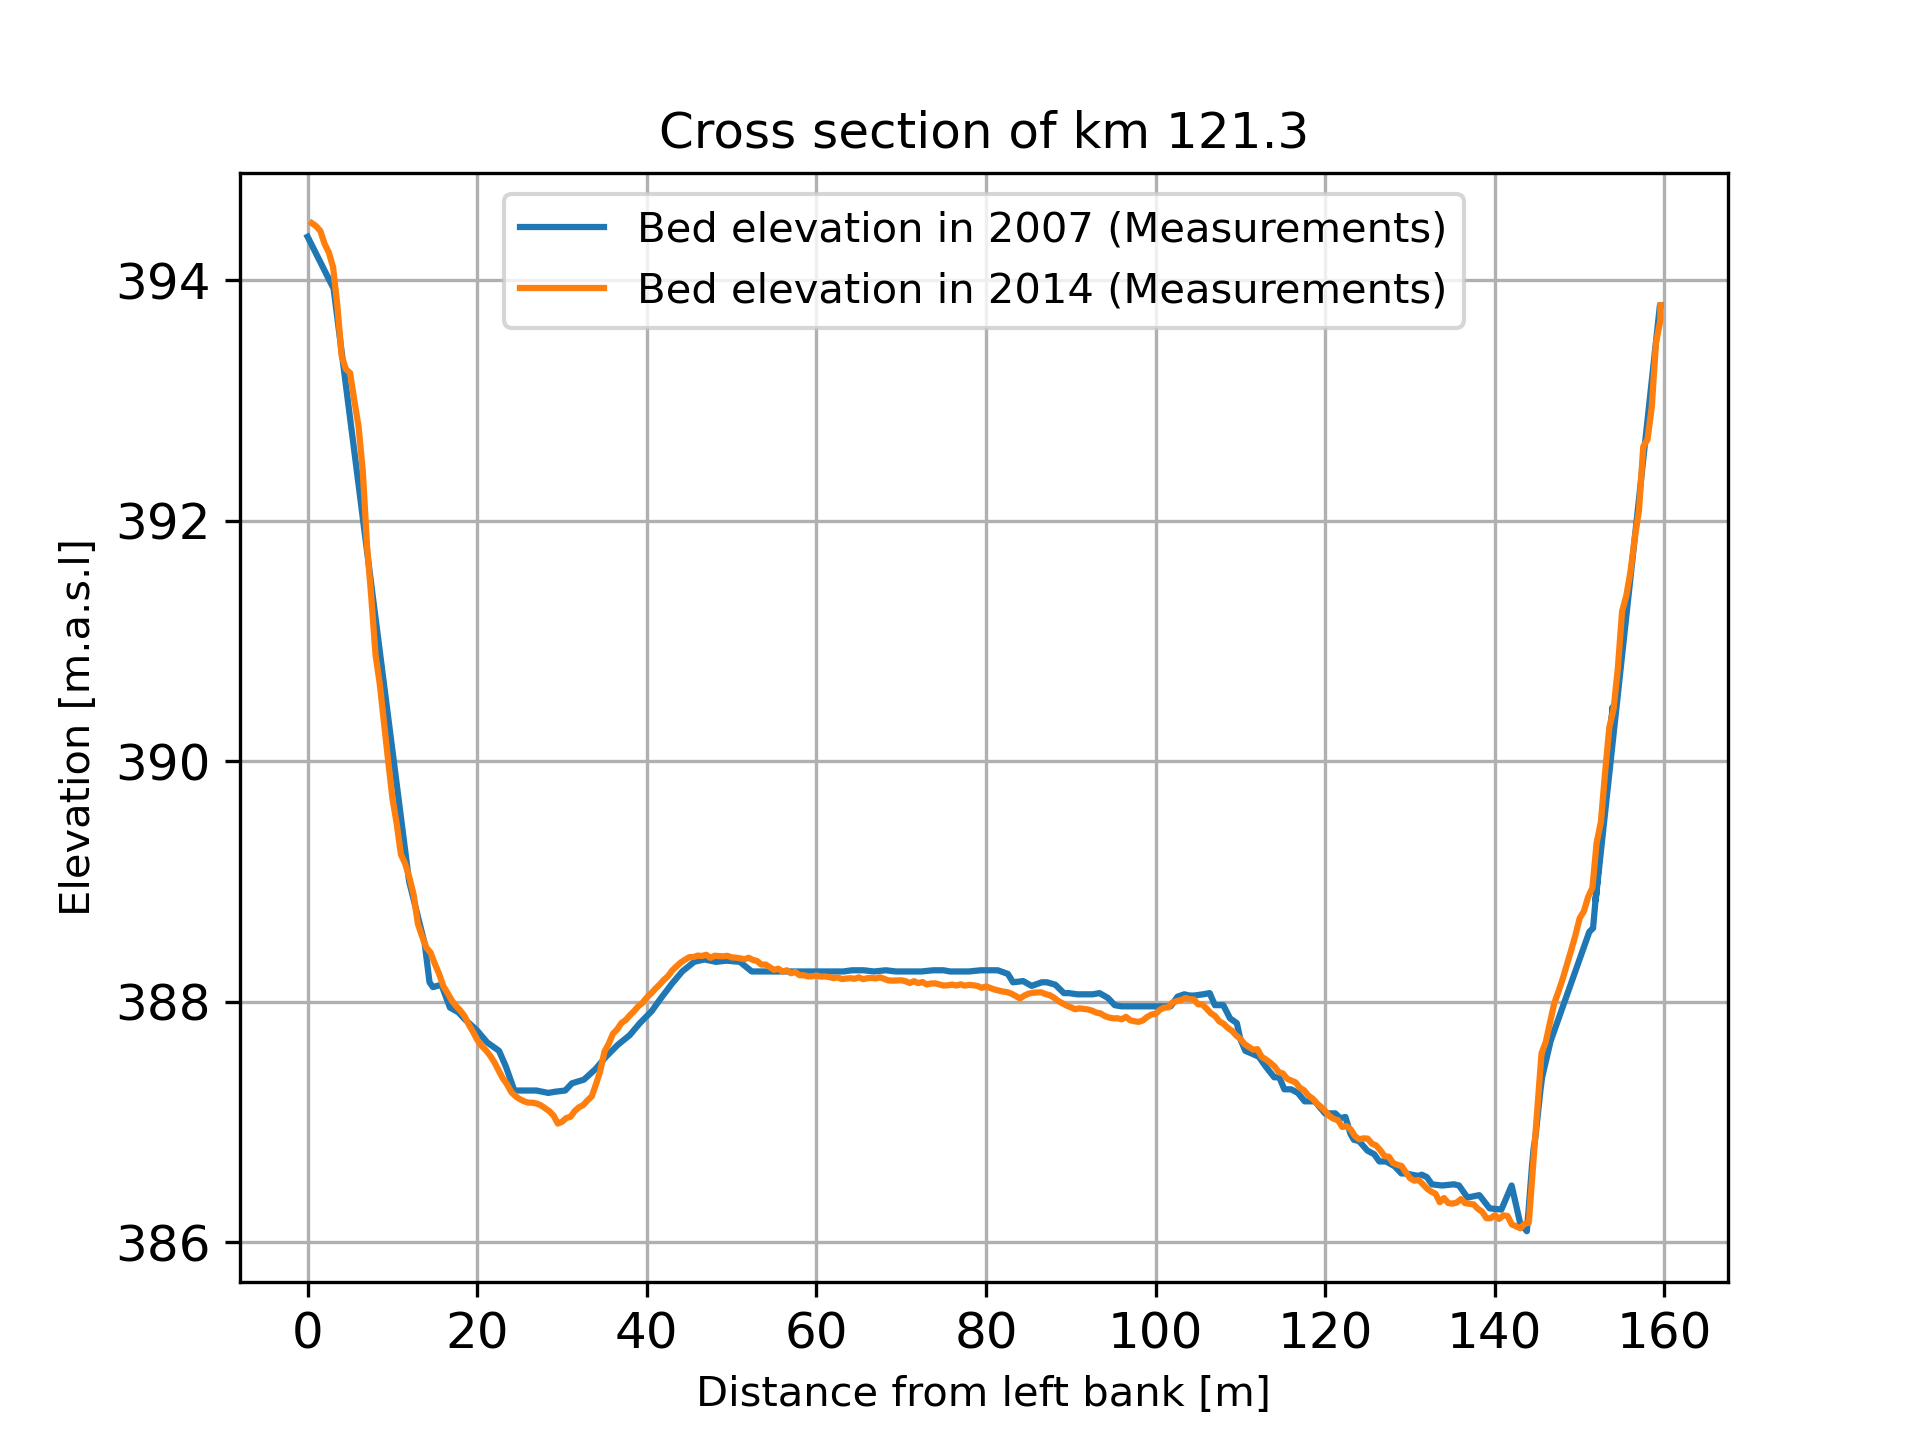 Cross section of km 121.3
Bed elevation in 2007 (Measurements)
Bed elevation in 2014 (Measurements)
394
392
390
388
386
Elevation [m.a.s.l]
0 20 40 60 80 100 120 140 160
Distance from left bank [m]